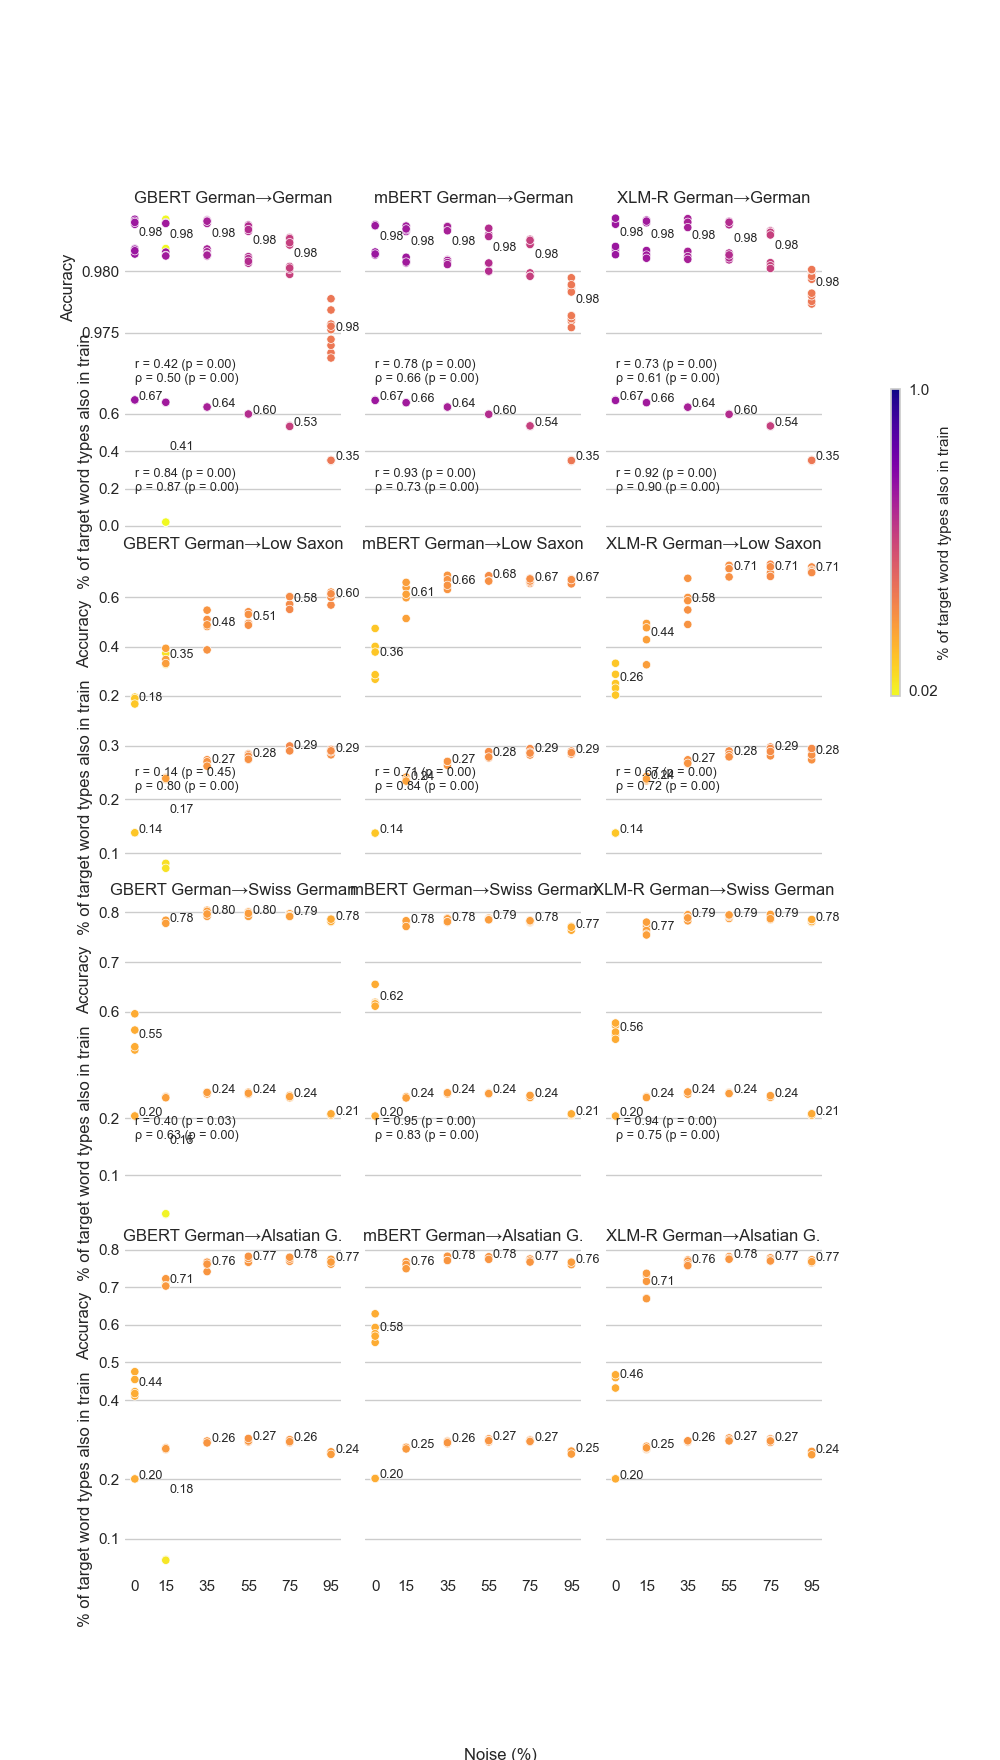 GBERT German→German
mBERT German→German
XLM-R German→German
Accuracy
0.980
0.975
0.98 0.98 0.98 0.98 0.98 0.98
0.98 0.98 0.98 0.98 0.98 0.98
0.98 0.98 0.98 0.98 0.98 0.98
r = 0.42 (p = 0.00)
ρ = 0.50 (p = 0.00)
r = 0.78 (p = 0.00)
ρ = 0.66 (p = 0.00)
r = 0.73 (p = 0.00)
ρ = 0.61 (p = 0.00)
% of target word types also in train
0.6
0.4
0.2
0.0
0.67 0.41 0.64 0.60 0.53 0.35
0.67 0.66 0.64 0.60 0.54 0.35
0.67 0.66 0.64 0.60 0.54 0.35
r = 0.84 (p = 0.00)
ρ = 0.87 (p = 0.00)
r = 0.93 (p = 0.00)
ρ = 0.73 (p = 0.00)
r = 0.92 (p = 0.00)
ρ = 0.90 (p = 0.00)
GBERT German→Low Saxon
mBERT German→Low Saxon
XLM-R German→Low Saxon
Accuracy
0.6
0.4
0.2
0.18 0.35 0.48 0.51 0.58 0.60
0.36 0.61 0.66 0.68 0.67 0.67
0.26 0.44 0.58 0.71 0.71 0.71
% of target word types also in train
0.3
0.2
0.1
0.14 0.17 0.27 0.28 0.29 0.29
0.14 0.24 0.27 0.28 0.29 0.29
0.14 0.24 0.27 0.28 0.29 0.28
r = 0.14 (p = 0.45)
ρ = 0.80 (p = 0.00)
r = 0.71 (p = 0.00)
ρ = 0.84 (p = 0.00)
r = 0.67 (p = 0.00)
ρ = 0.72 (p = 0.00)
GBERT German→Swiss German
mBERT German→Swiss German
XLM-R German→Swiss German
Accuracy
0.8
0.7
0.6
0.55 0.78 0.80 0.80 0.79 0.78
0.62 0.78 0.78 0.79 0.78 0.77
0.56 0.77 0.79 0.79 0.79 0.78
% of target word types also in train
0.2
0.1
0.20 0.16 0.24 0.24 0.24 0.21
0.20 0.24 0.24 0.24 0.24 0.21
0.20 0.24 0.24 0.24 0.24 0.21
r = 0.40 (p = 0.03)
ρ = 0.63 (p = 0.00)
r = 0.95 (p = 0.00)
ρ = 0.83 (p = 0.00)
r = 0.94 (p = 0.00)
ρ = 0.75 (p = 0.00)
GBERT German→Alsatian G.
mBERT German→Alsatian G.
XLM-R German→Alsatian G.
Accuracy
0.8
0.7
0.6
0.5
0.4
0.44 0.71 0.76 0.77 0.78 0.77
0.58 0.76 0.78 0.78 0.77 0.76
0.46 0.71 0.76 0.78 0.77 0.77
% of target word types also in train
0.2
0.1
0.20 0.18 0.26 0.27 0.26 0.24
0.20 0.25 0.26 0.27 0.27 0.25
0.20 0.25 0.26 0.27 0.27 0.24
0 15 35 55 75 95
0 15 35 55 75 95
0 15 35 55 75 95
Noise (%)
1.0
0.02
% of target word types also in train